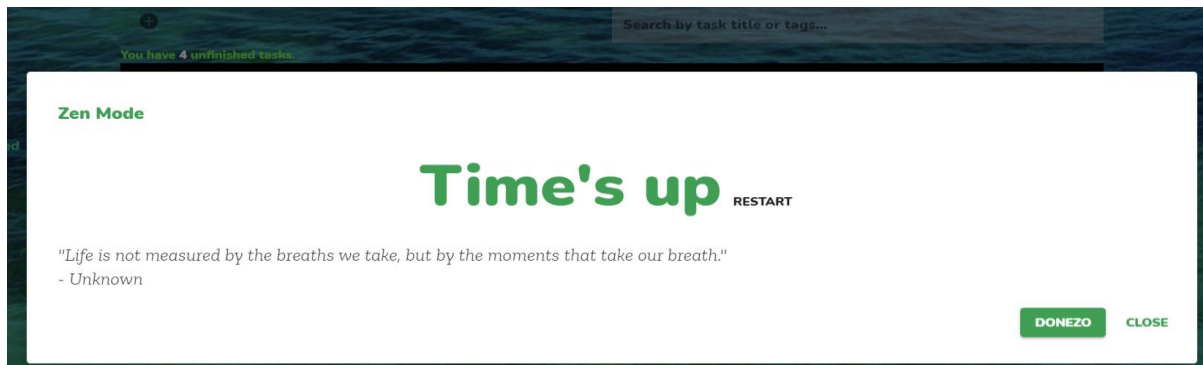 Search by task title or tags...
You have 4 unfinished tasks.
ed
Zen Mode
Time's up RESTART
"Life is not measured by the breaths we take, but by the moments that take our breath."
- Unknown
DONEZO CLOSE